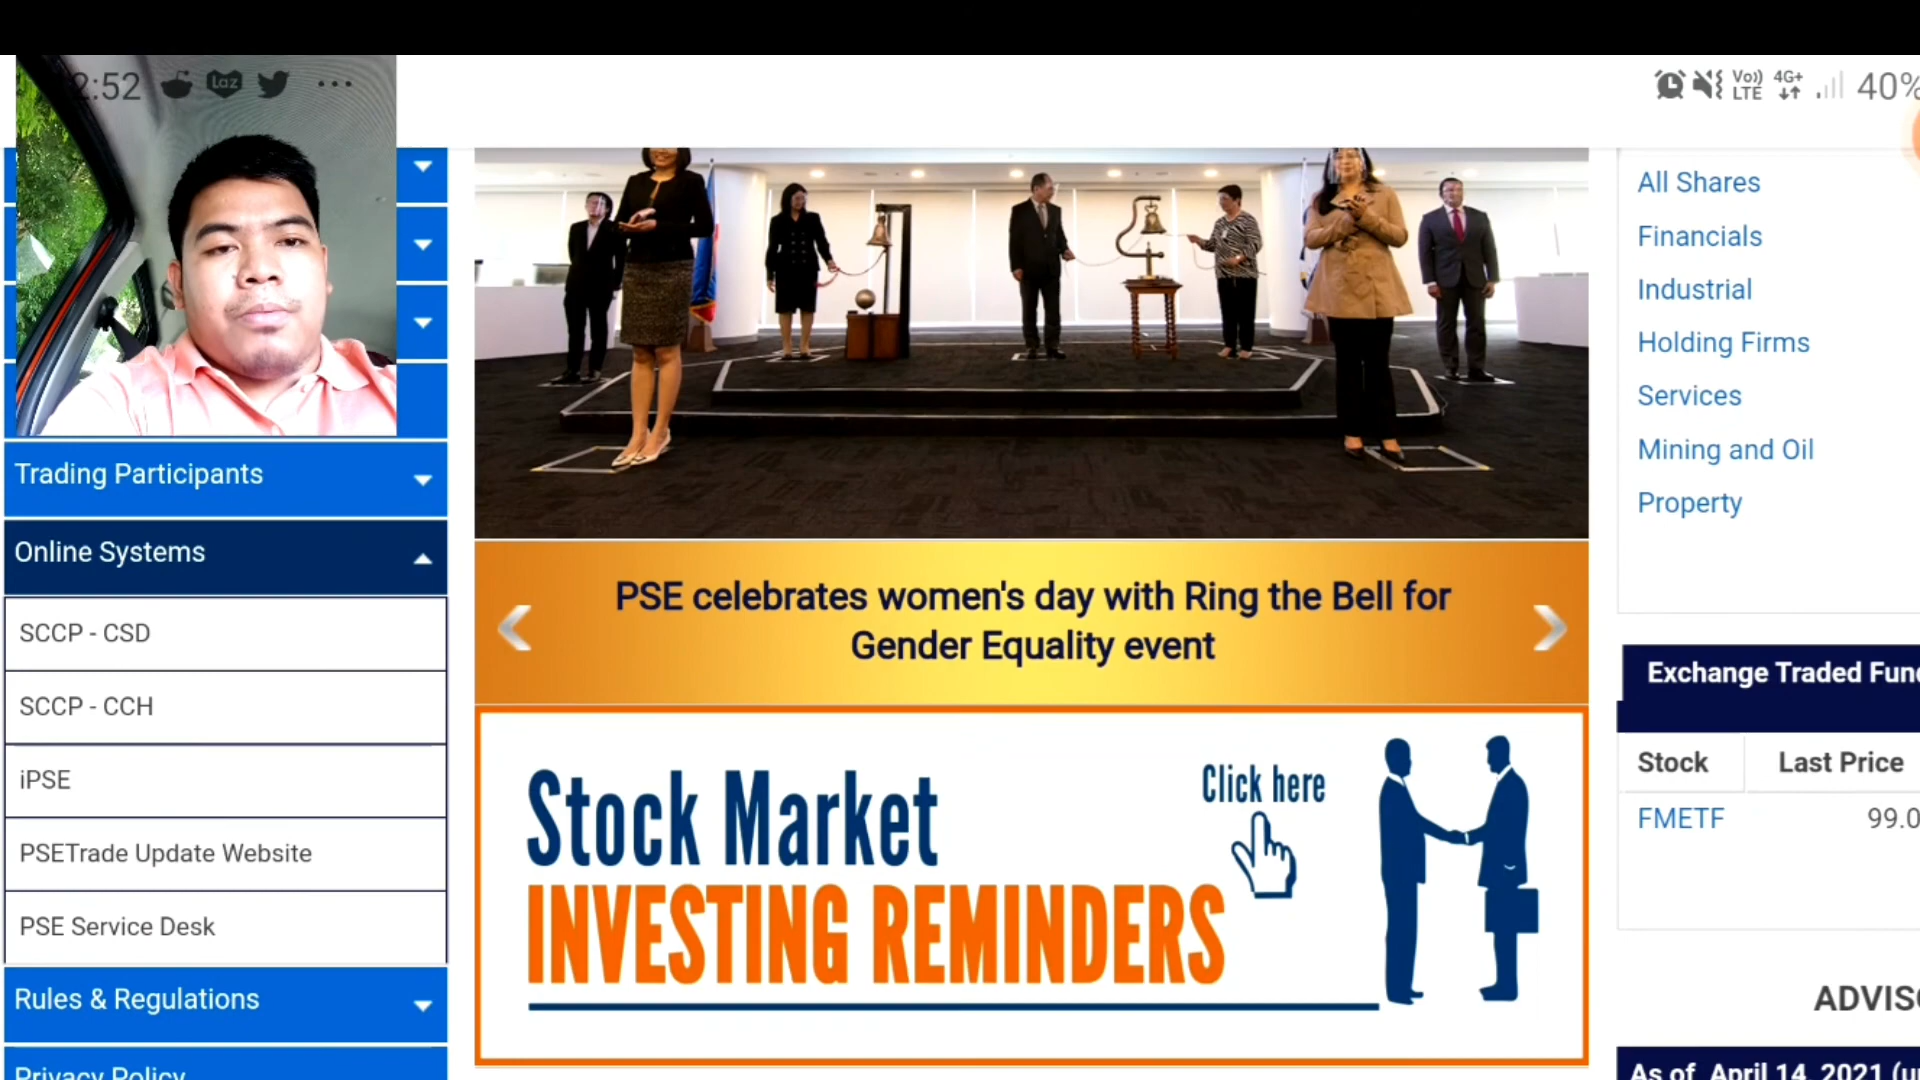 2:52
Laz
Vo))
LTE
4G+
40%
Trading Participants
Online Systems
SCCP - CSD
SCCP - CCH
iPSE
PSETrade Update Website
PSE Service Desk
Rules & Regulations
Privacy Policy
PSE celebrates women's day with Ring the Bell for
Gender Equality event
Stock Market
Click here
INVESTING REMINDERS
All Shares
Financials
Industrial
Holding Firms
Services
Mining and Oil
Property
Exchange Traded Fun
Stock Last Price
FMETF 99.0
ADVIS
As of April 14, 2021 (u